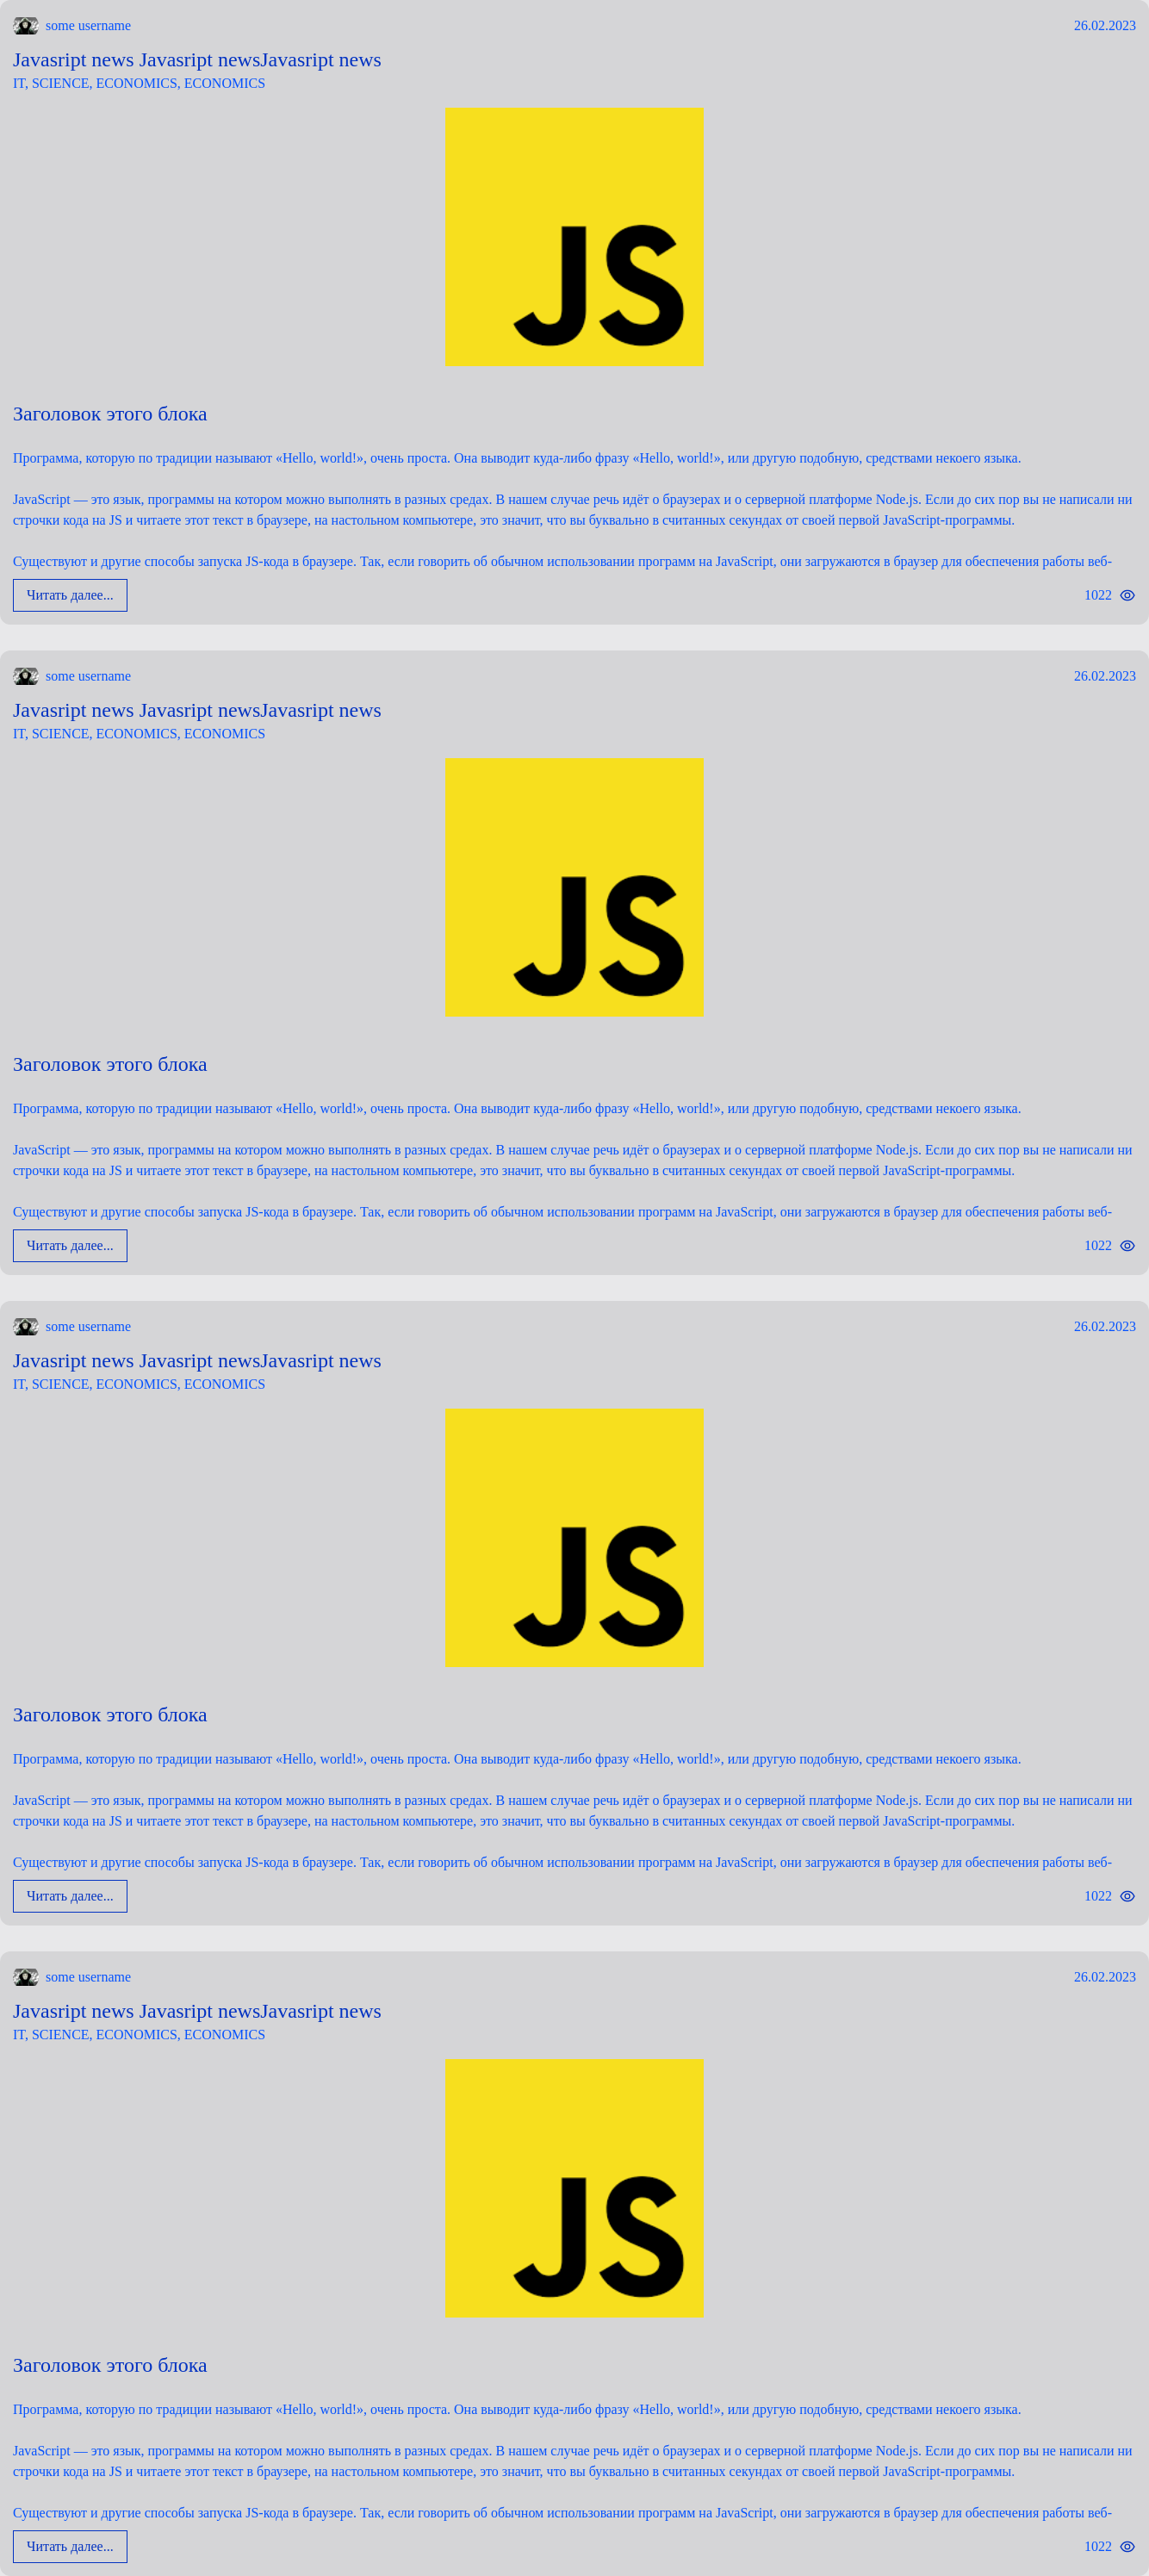 some username 26.02.2023
Javasript news Javasript newsJavasript news
IT, SCIENCE, ECONOMICS, ECONOMICS
JS
Заголовок этого блока
Программа, которую по традиции называют «Hello, world!», очень проста. Она выводит куда-либо фразу «Hello, world!», или другую подобную, средствами некоего языка.
JavaScript — это язык, программы на котором можно выполнять в разных средах. В нашем случае речь идёт о браузерах и о серверной платформе Node.js. Если до сих пор вы не написали ни
строчки кода на JS и читаете этот текст в браузере, на настольном компьютере, это значит, что вы буквально в считанных секундах от своей первой JavaScript-программы.
Существуют и другие способы запуска JS-кода в браузере. Так, если говорить об обычном использовании программ на JavaScript, они загружаются в браузер для обеспечения работы веб-
Читать далее... 1022
some username 26.02.2023
Javasript news Javasript newsJavasript news
IT, SCIENCE, ECONOMICS, ECONOMICS
JS
Заголовок этого блока
Программа, которую по традиции называют «Hello, world!», очень проста. Она выводит куда-либо фразу «Hello, world!», или другую подобную, средствами некоего языка.
JavaScript — это язык, программы на котором можно выполнять в разных средах. В нашем случае речь идёт о браузерах и о серверной платформе Node.js. Если до сих пор вы не написали ни
строчки кода на JS и читаете этот текст в браузере, на настольном компьютере, это значит, что вы буквально в считанных секундах от своей первой JavaScript-программы.
Существуют и другие способы запуска JS-кода в браузере. Так, если говорить об обычном использовании программ на JavaScript, они загружаются в браузер для обеспечения работы веб-
Читать далее... 1022
some username 26.02.2023
Javasript news Javasript newsJavasript news
IT, SCIENCE, ECONOMICS, ECONOMICS
JS
Заголовок этого блока
Программа, которую по традиции называют «Hello, world!», очень проста. Она выводит куда-либо фразу «Hello, world!», или другую подобную, средствами некоего языка.
JavaScript — это язык, программы на котором можно выполнять в разных средах. В нашем случае речь идёт о браузерах и о серверной платформе Node.js. Если до сих пор вы не написали ни
строчки кода на JS и читаете этот текст в браузере, на настольном компьютере, это значит, что вы буквально в считанных секундах от своей первой JavaScript-программы.
Существуют и другие способы запуска JS-кода в браузере. Так, если говорить об обычном использовании программ на JavaScript, они загружаются в браузер для обеспечения работы веб-
Читать далее... 1022
some username 26.02.2023
Javasript news Javasript newsJavasript news
IT, SCIENCE, ECONOMICS, ECONOMICS
JS
Заголовок этого блока
Программа, которую по традиции называют «Hello, world!», очень проста. Она выводит куда-либо фразу «Hello, world!», или другую подобную, средствами некоего языка.
JavaScript — это язык, программы на котором можно выполнять в разных средах. В нашем случае речь идёт о браузерах и о серверной платформе Node.js. Если до сих пор вы не написали ни
строчки кода на JS и читаете этот текст в браузере, на настольном компьютере, это значит, что вы буквально в считанных секундах от своей первой JavaScript-программы.
Существуют и другие способы запуска JS-кода в браузере. Так, если говорить об обычном использовании программ на JavaScript, они загружаются в браузер для обеспечения работы веб-
Читать далее... 1022